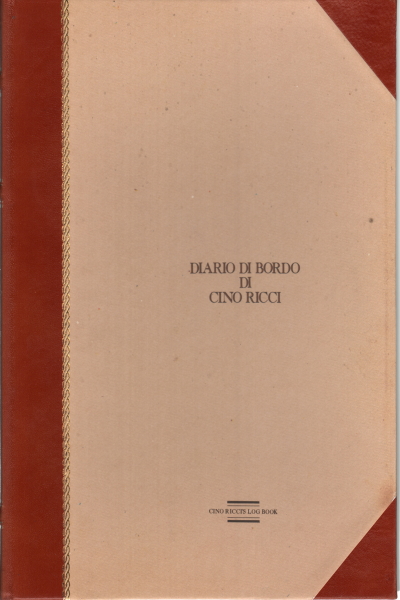 DIARIO DI BORDO
DI
CINO RICCI
CINO RICCI'S LOG BOOK